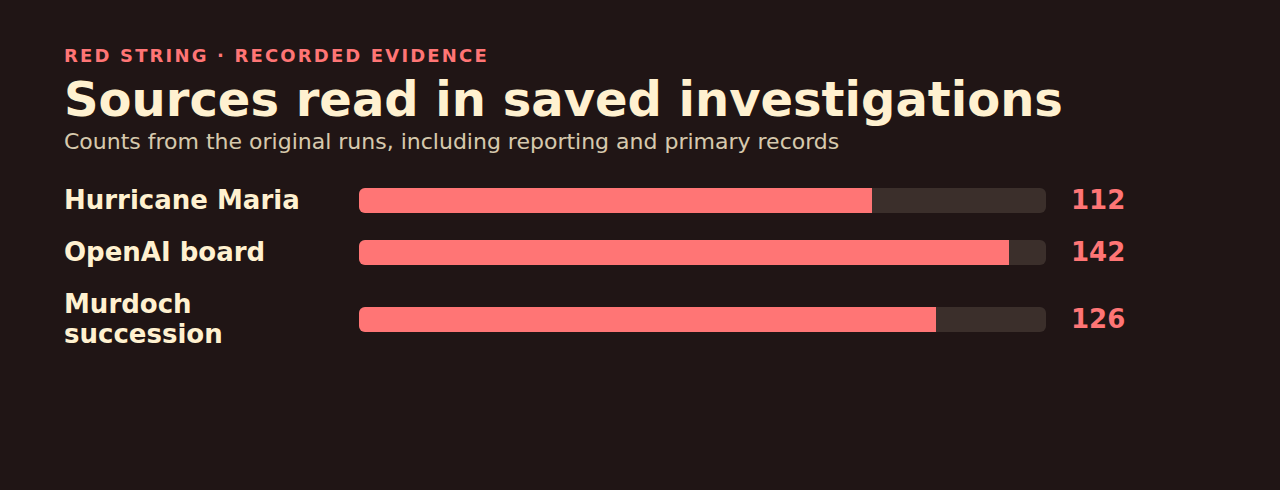 RED STRING · RECORDED EVIDENCE
Sources read in saved investigations
Counts from the original runs, including reporting and primary records
Hurricane Maria 112
OpenAI board 142
Murdoch
succession 126